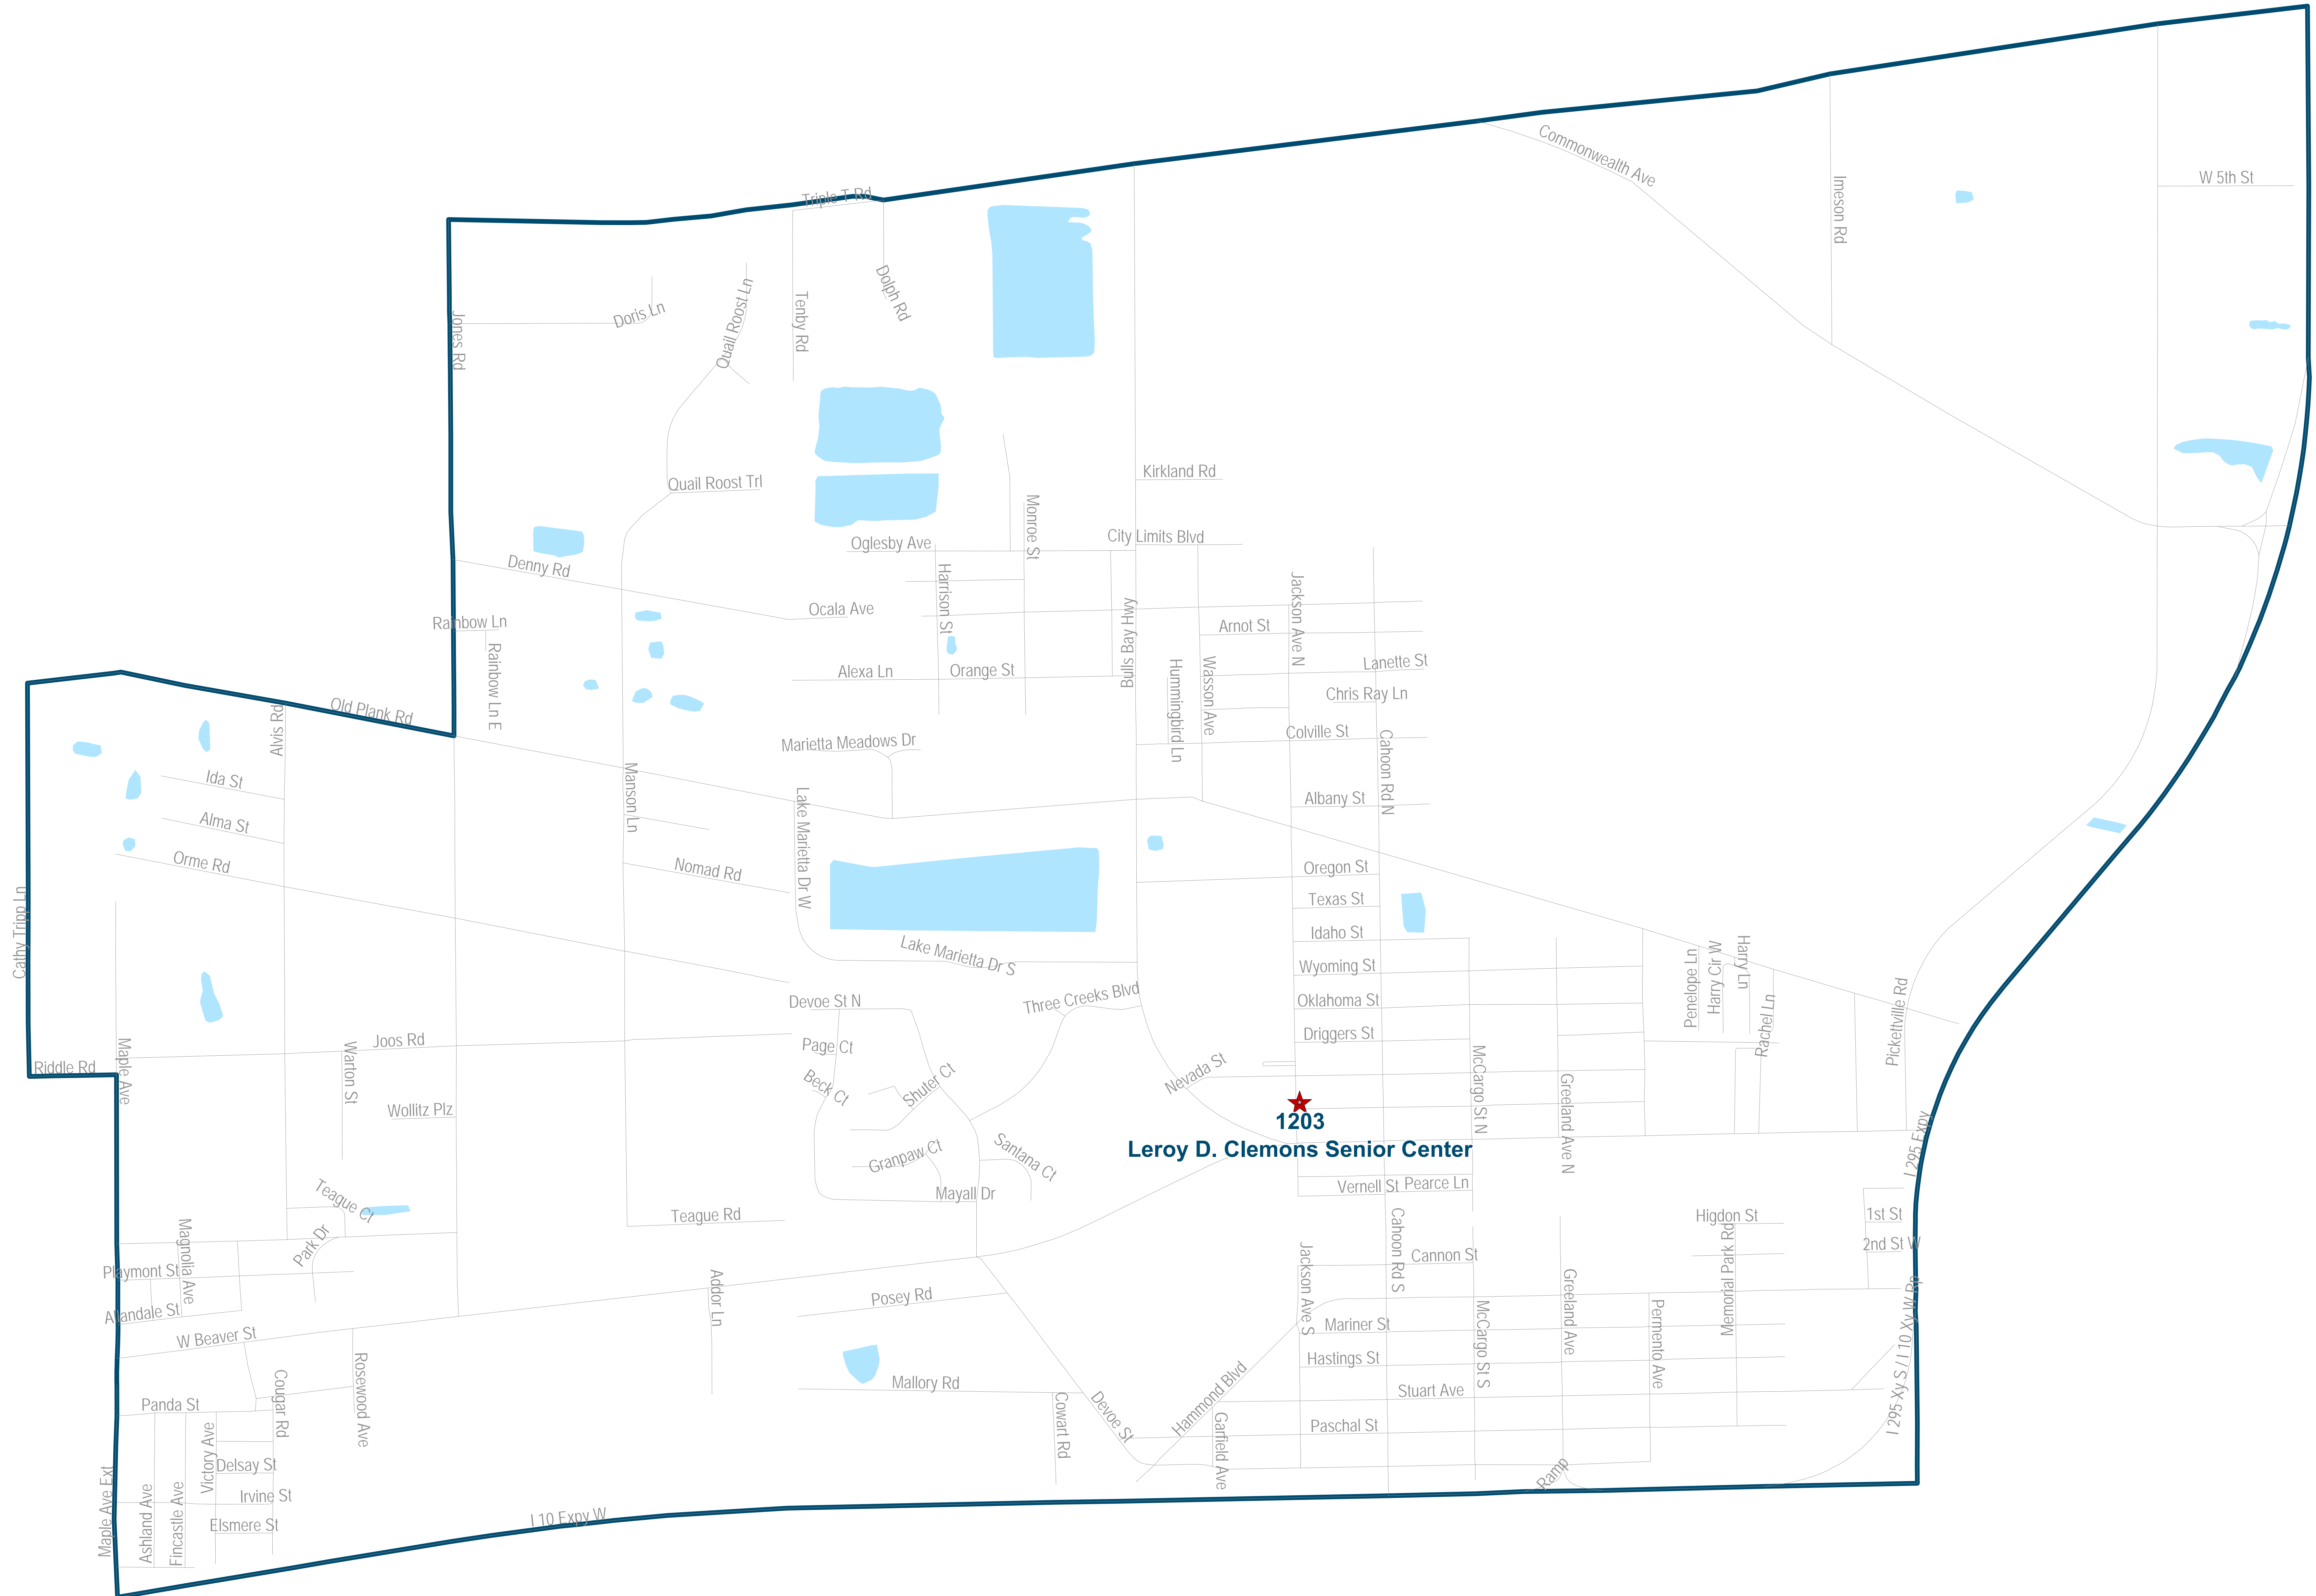 Commonwealth Ave
W 5th St
Imeson Rd
Triple T Rd
Dolph Rd
Quail Roost Ln
Tenby Rd
Doris Ln
Jones Rd
Kirkland Rd
Quail Roost Trl
Monroe St
City Limits Blvd
Oglesby Ave
Denny Rd
Harrison St
Jackson Ave N
Ocala Ave
Bulls Bay Hwy
Rainbow Ln
Arnot St
Rainbow Ln E
Alexa Ln
Orange St
Hummingbird Ln
Wasson Ave
Lanette St
Chris Ray Ln
Old Plank Rd
Alvis Rd
Marietta Meadows Dr
Colville St
Cahoon Rd N
Ida St
Manson Ln
Lake Marietta Dr W
Albany St
Alma St
Orme Rd
Nomad Rd
Oregon St
Texas St
Cathy Tripp Ln
Idaho St
Lake Marietta Dr S
Wyoming St
Penelope Ln
Harry Cir W
Harry Ln
Devoe St N
Three Creeks Blvd
Oklahoma St
Rachel Ln
Pickettville Rd
Joos Rd
Page Ct
Driggers St
Riddle Rd
Maple Ave
Warton St
Beck Ct
Shuter Ct
Nevada St
McCargo St N
Greeland Ave N
Wollitz Plz
1203
Leroy D. Clemons Senior Center
I 295 Expy
Granpaw Ct
Santana Ct
Teague Ct
Mayall Dr
Vernell St
Pearce Ln
Teague Rd
Higdon St
1st St
Magnolia Ave
Park Dr
Cahoon Rd S
Cannon St
Memorial Park Rd
2nd St W
Playmont St
Jackson Ave S
Addor Ln
Posey Rd
Allandale St
McCargo St S
Greeland Ave
Permento Ave
W Beaver St
Mariner St
I 295 Xy S / I 10 Xy W Rp
Rosewood Ave
Hastings St
Cougar Rd
Mallory Rd
Hammond Blvd
Stuart Ave
Panda St
Cowart Rd
Devoe St
Victory Ave
Garfield Ave
Paschal St
Delsay St
Ramp
Maple Ave Ext
Ashland Ave
Fincastle Ave
Irvine St
Elsmere St
I 10 Expy W